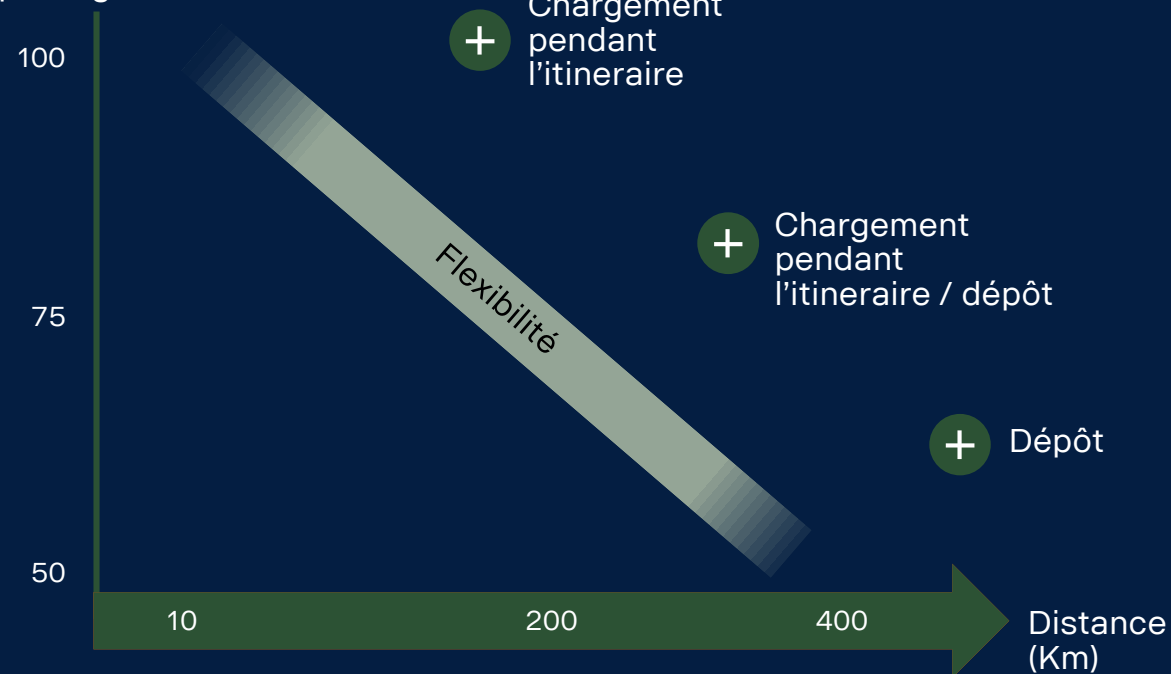 Chargement
100
pendant
l'itineraire
Chargement
pendant
l'itineraire / dépôt
Flexibilité
75
Dépôt
50
10
200
400
Distance
(Km)